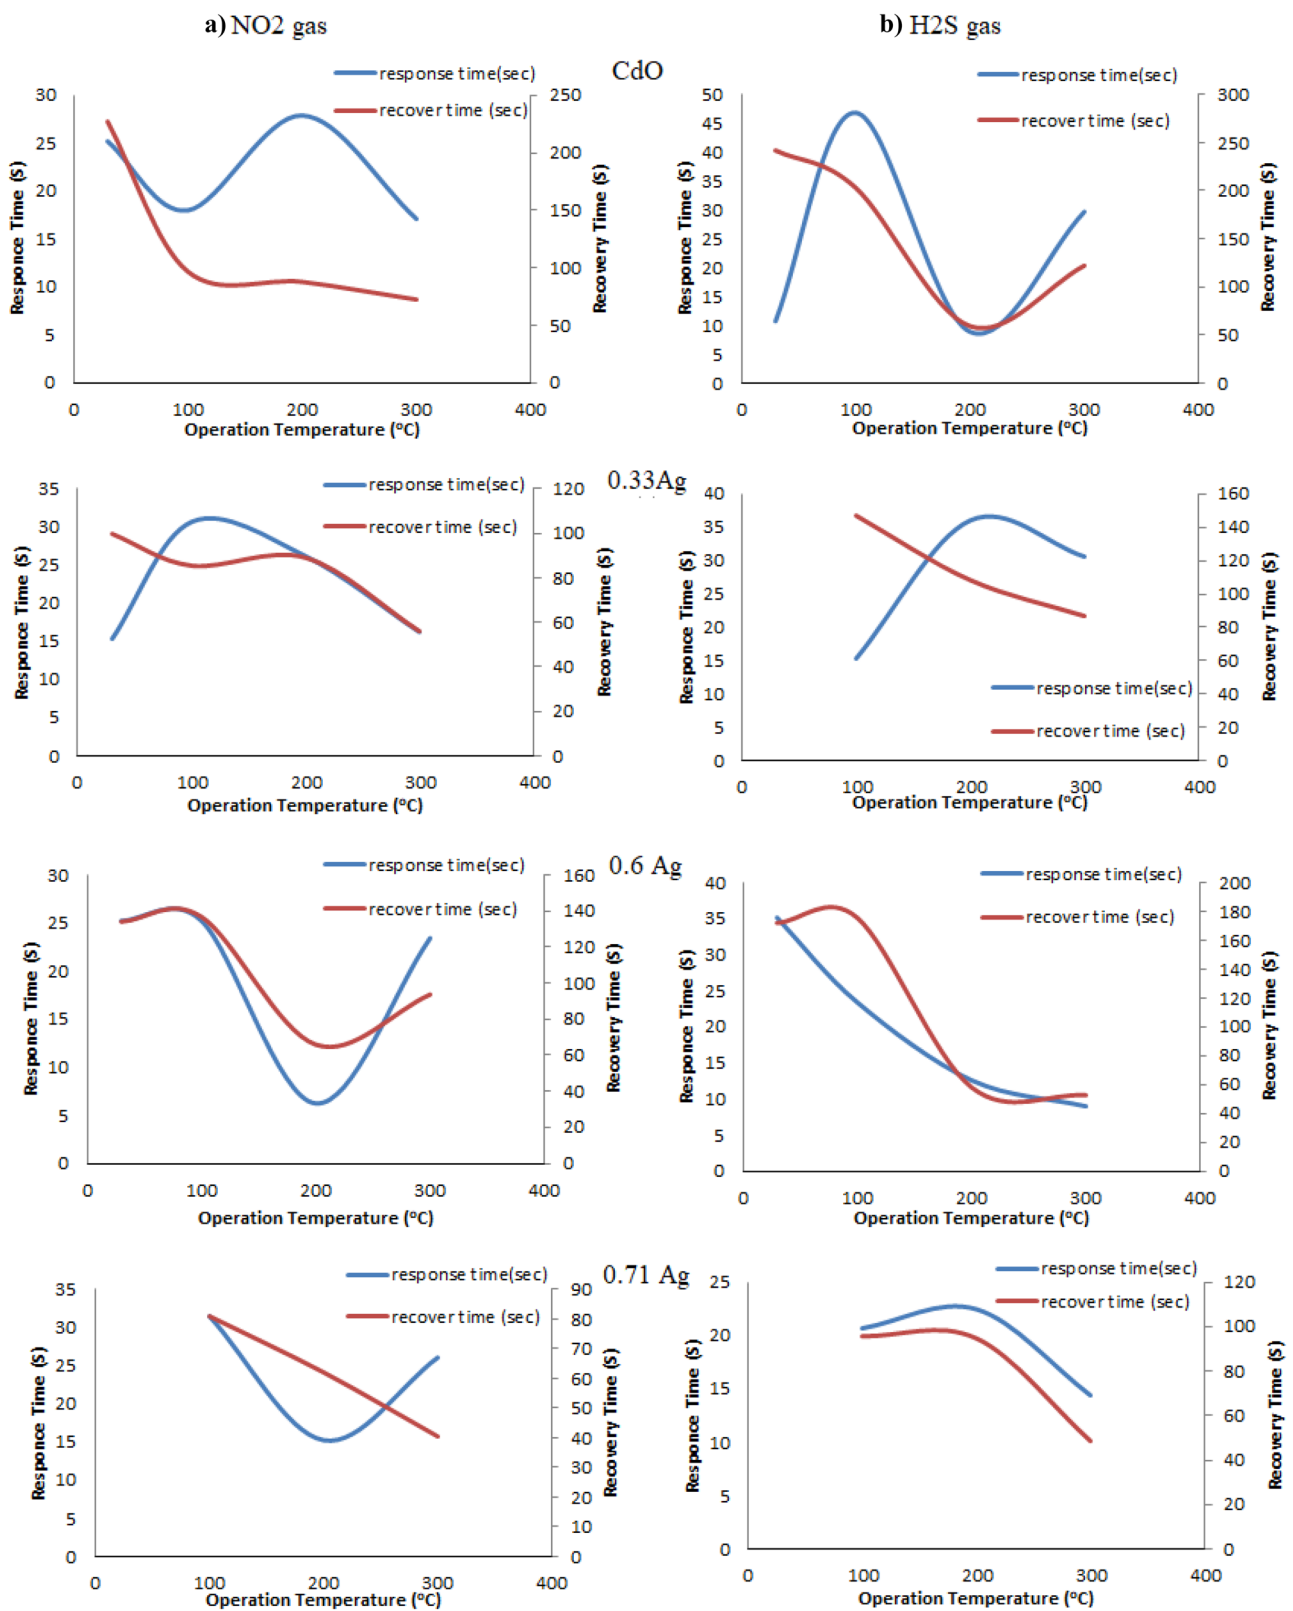 a) NO2 gas
b) H2S gas
CdO
response time(sec)
recover time (sec)
30
25
20
15
10
5
0
250
200
150
100
50
0
0 100 200 300 400
Responce Time (S)
Recovery Time (S)
Operation Temperature (°C)
response time(sec)
recover time (sec)
50
45
40
35
30
25
20
15
10
5
0
300
250
200
150
100
50
0
0 100 200 300 400
Responce Time (S)
Recovery Time (S)
Operation Temperature (°C)
0.33Ag
response time(sec)
recover time (sec)
35
30
25
20
15
10
5
0
120
100
80
60
40
20
0
0 100 200 300 400
Responce Time (S)
Recovery Time (S)
Operation Temperature (°C)
40
35
30
25
20
15
10
5
0
160
140
120
100
80
60
40
20
0
response time(sec)
recover time (sec)
0 100 200 300 400
Responce Time (S)
Recovery Time (S)
Operation Temperature (°C)
0.6 Ag
response time(sec)
recover time (sec)
30
25
20
15
10
5
0
160
140
120
100
80
60
40
20
0
0 100 200 300 400
Responce Time (S)
Recovery Time (S)
Operation Temperature (°C)
response time(sec)
recover time (sec)
40
35
30
25
20
15
10
5
0
200
180
160
140
120
100
80
60
40
20
0
0 100 200 300 400
Responce Time (S)
Recovery Time (S)
Operation Temperature (°C)
0.71 Ag
response time(sec)
recover time (sec)
35
30
25
20
15
10
5
0
90
80
70
60
50
40
30
20
10
0
0 100 200 300 400
Responce Time (S)
Recovery Time (S)
Operation Temperature (°C)
response time(sec)
recover time (sec)
25
20
15
10
5
0
120
100
80
60
40
20
0
0 100 200 300 400
Responce Time (S)
Recovery Time (S)
Operation Temperature (°C)